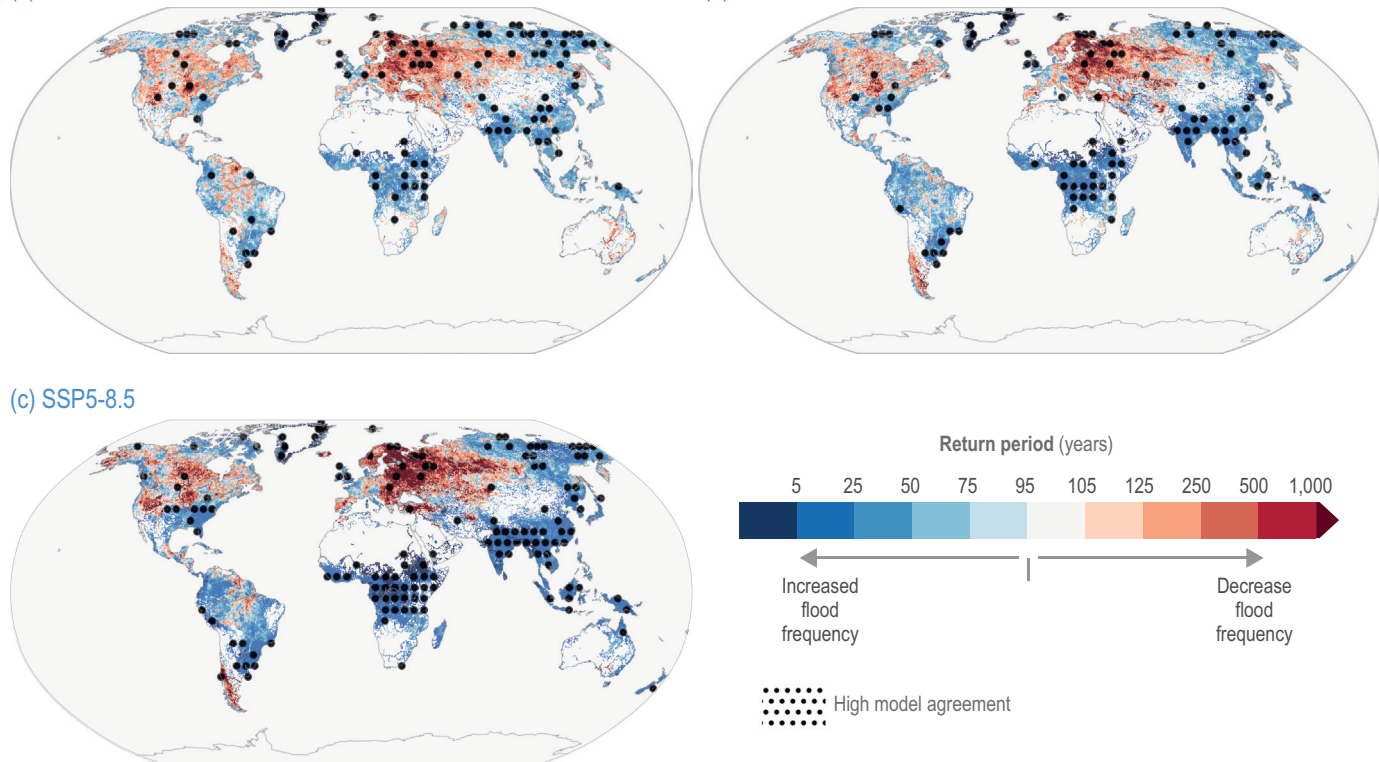 (c) SSP5-8.5
Return period (years)
5 25 50 75 95 105 125 250 500 1,000
Increased
flood
frequency
Decrease
flood
frequency
High model agreement